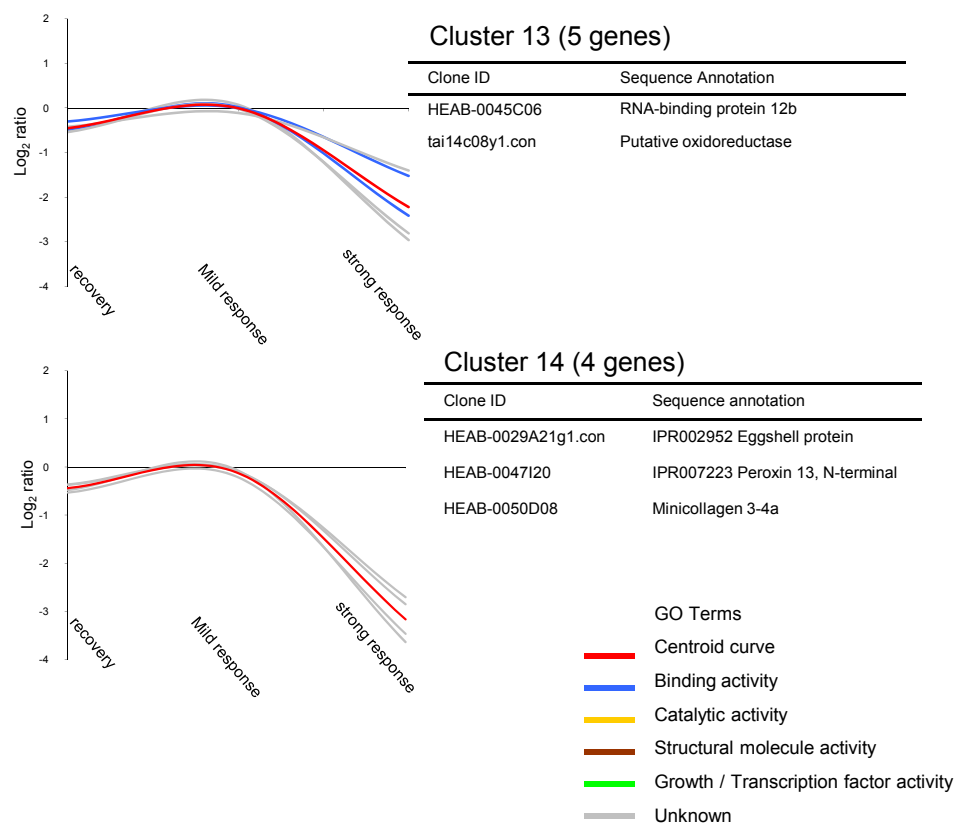 Cluster 13 (5 genes)
Clone ID Sequence Annotation
HEAB-0045C06 RNA-binding protein 12b
tai14c08y1.con Putative oxidoreductase
Log2 ratio
2
1
0
-1
-2
-3
-4
recovery
Mild response
strong response
Cluster 14 (4 genes)
Clone ID Sequence annotation
HEAB-0029A21g1.con IPR002952 Eggshell protein
HEAB-0047I20 IPR007223 Peroxin 13, N-terminal
HEAB-0050D08 Minicollagen 3-4a
Log2 ratio
2
1
0
-1
-2
-3
-4
recovery
Mild response
strong response
GO Terms
Centroid curve
Binding activity
Catalytic activity
Structural molecule activity
Growth / Transcription factor activity
Unknown